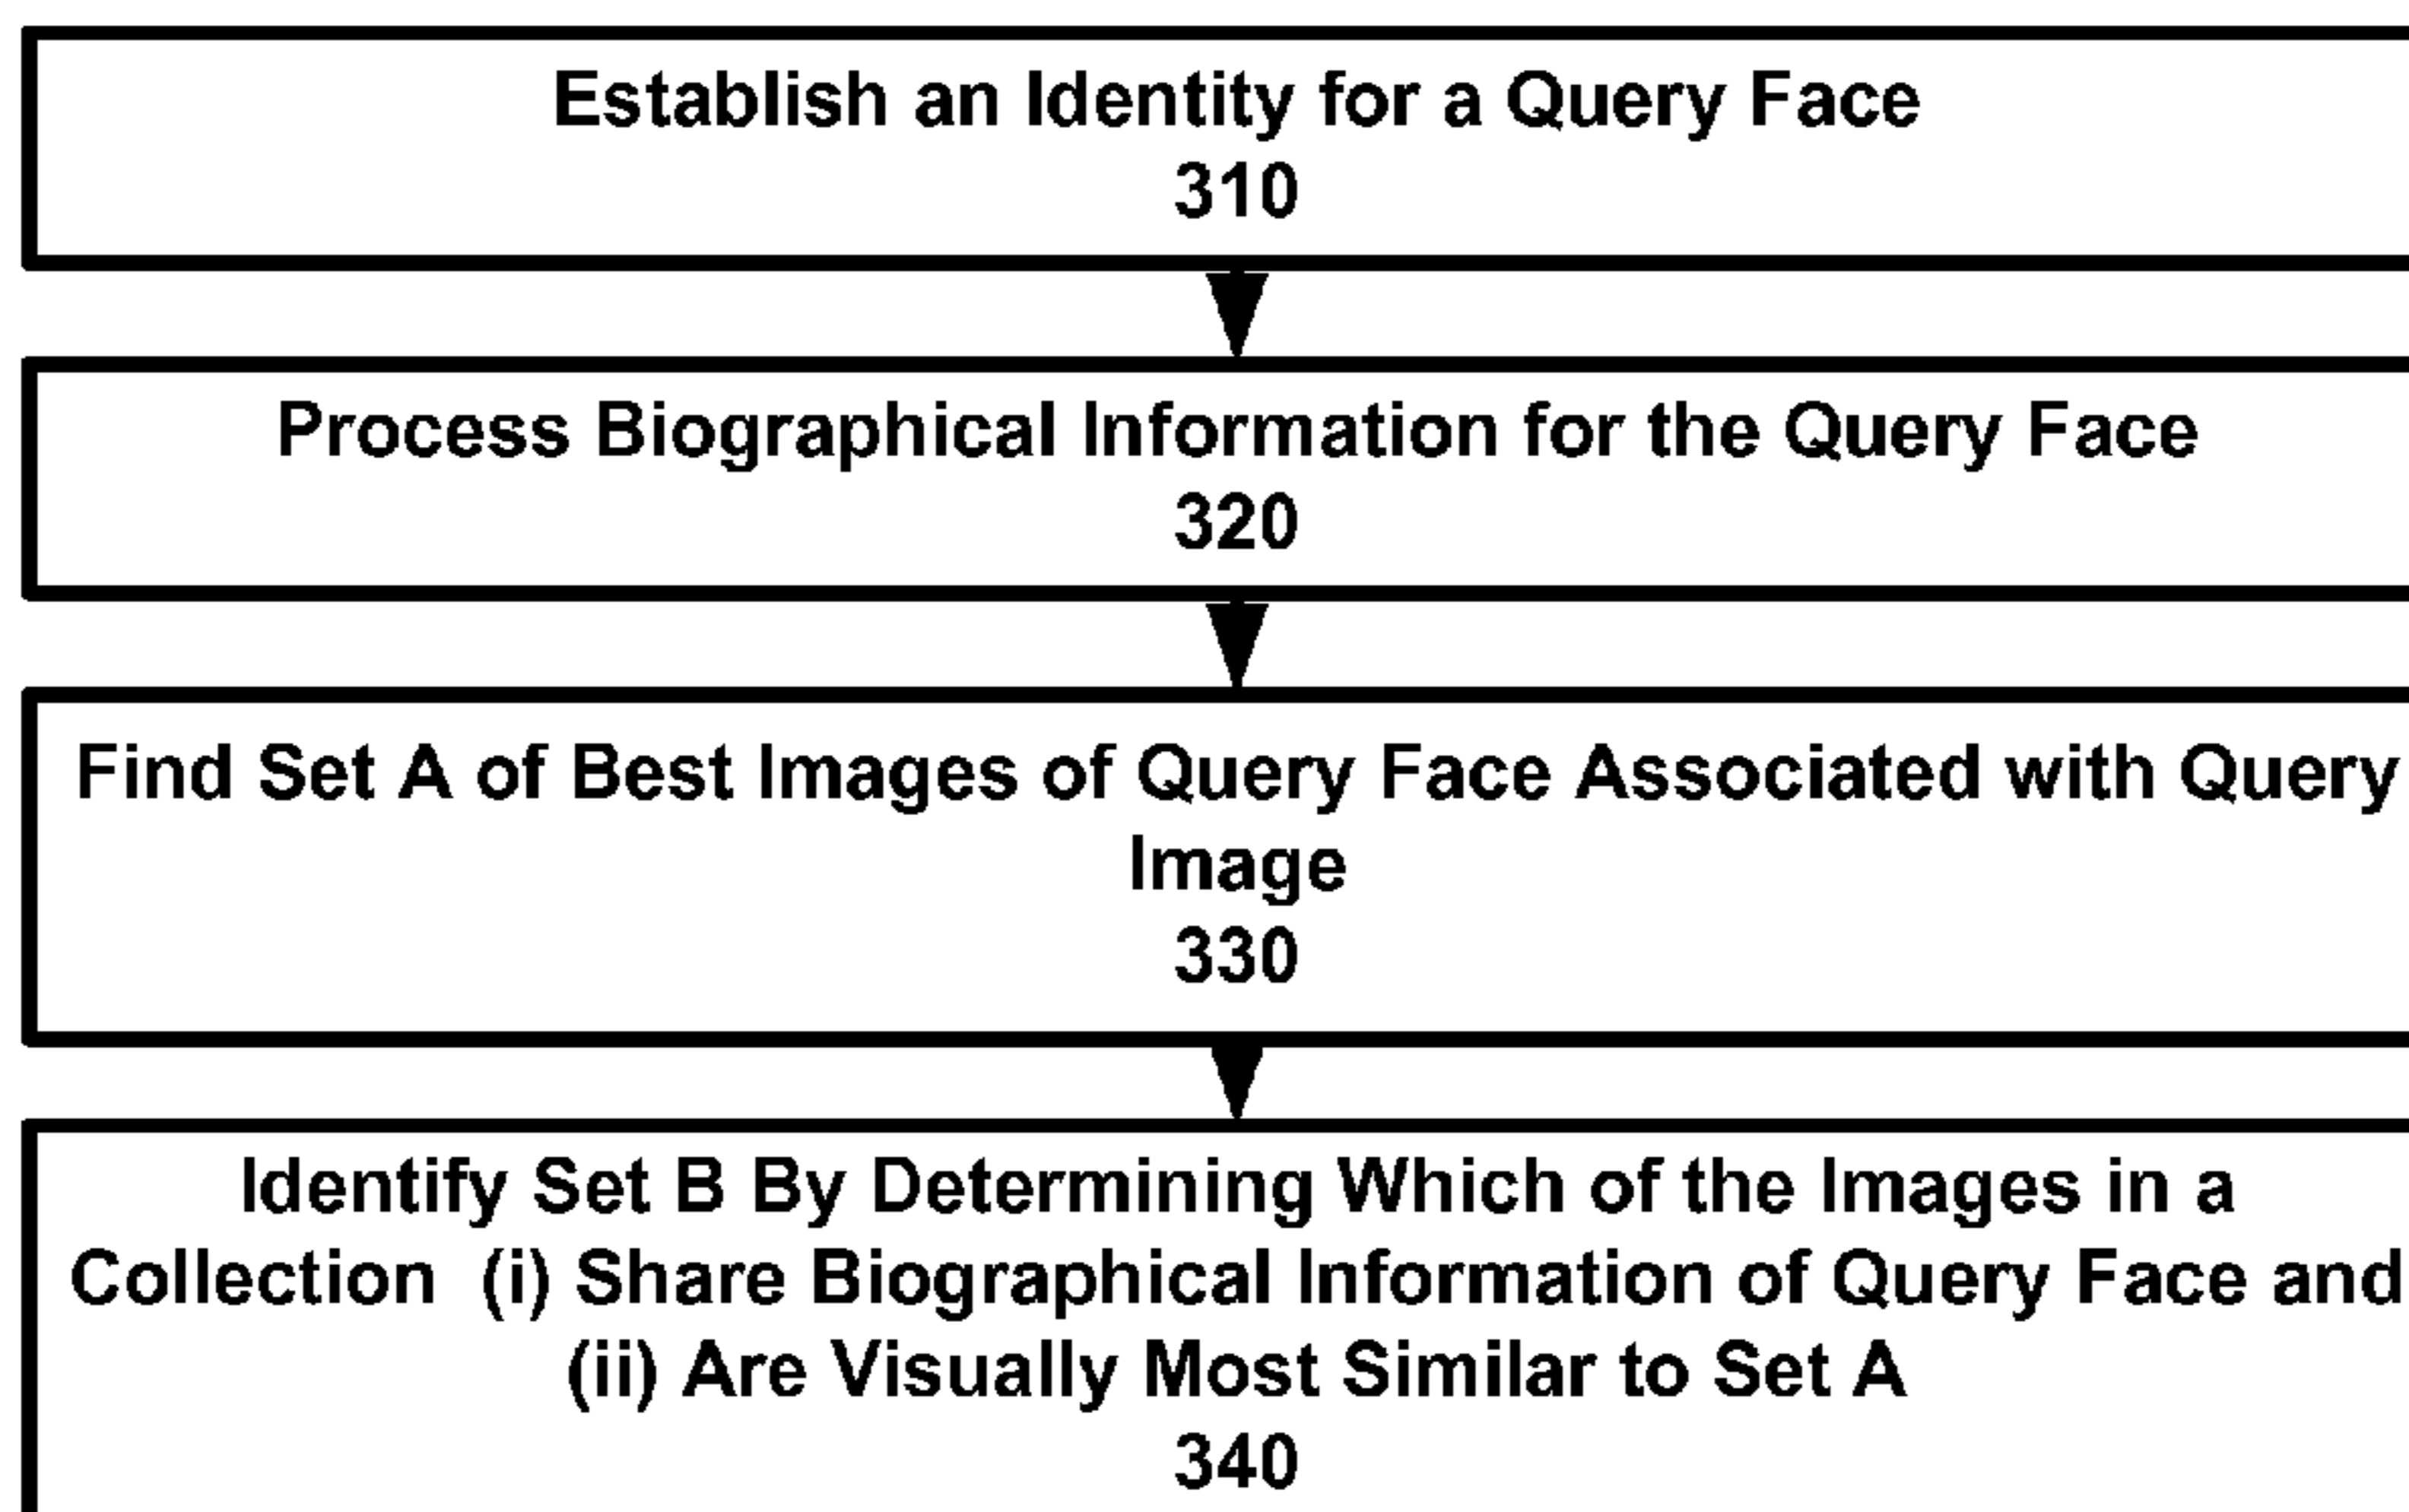 Establish an Identity for a Query Face
310
Process Biographical Information for the Query Face
320
Find Set A of Best Images of Query Face Associated with Query
Image
330
Identify Set B By Determining Which of the Images in a
Collection (i) Share Biographical Information of Query Face and
(ii) Are Visually Most Similar to Set A
340